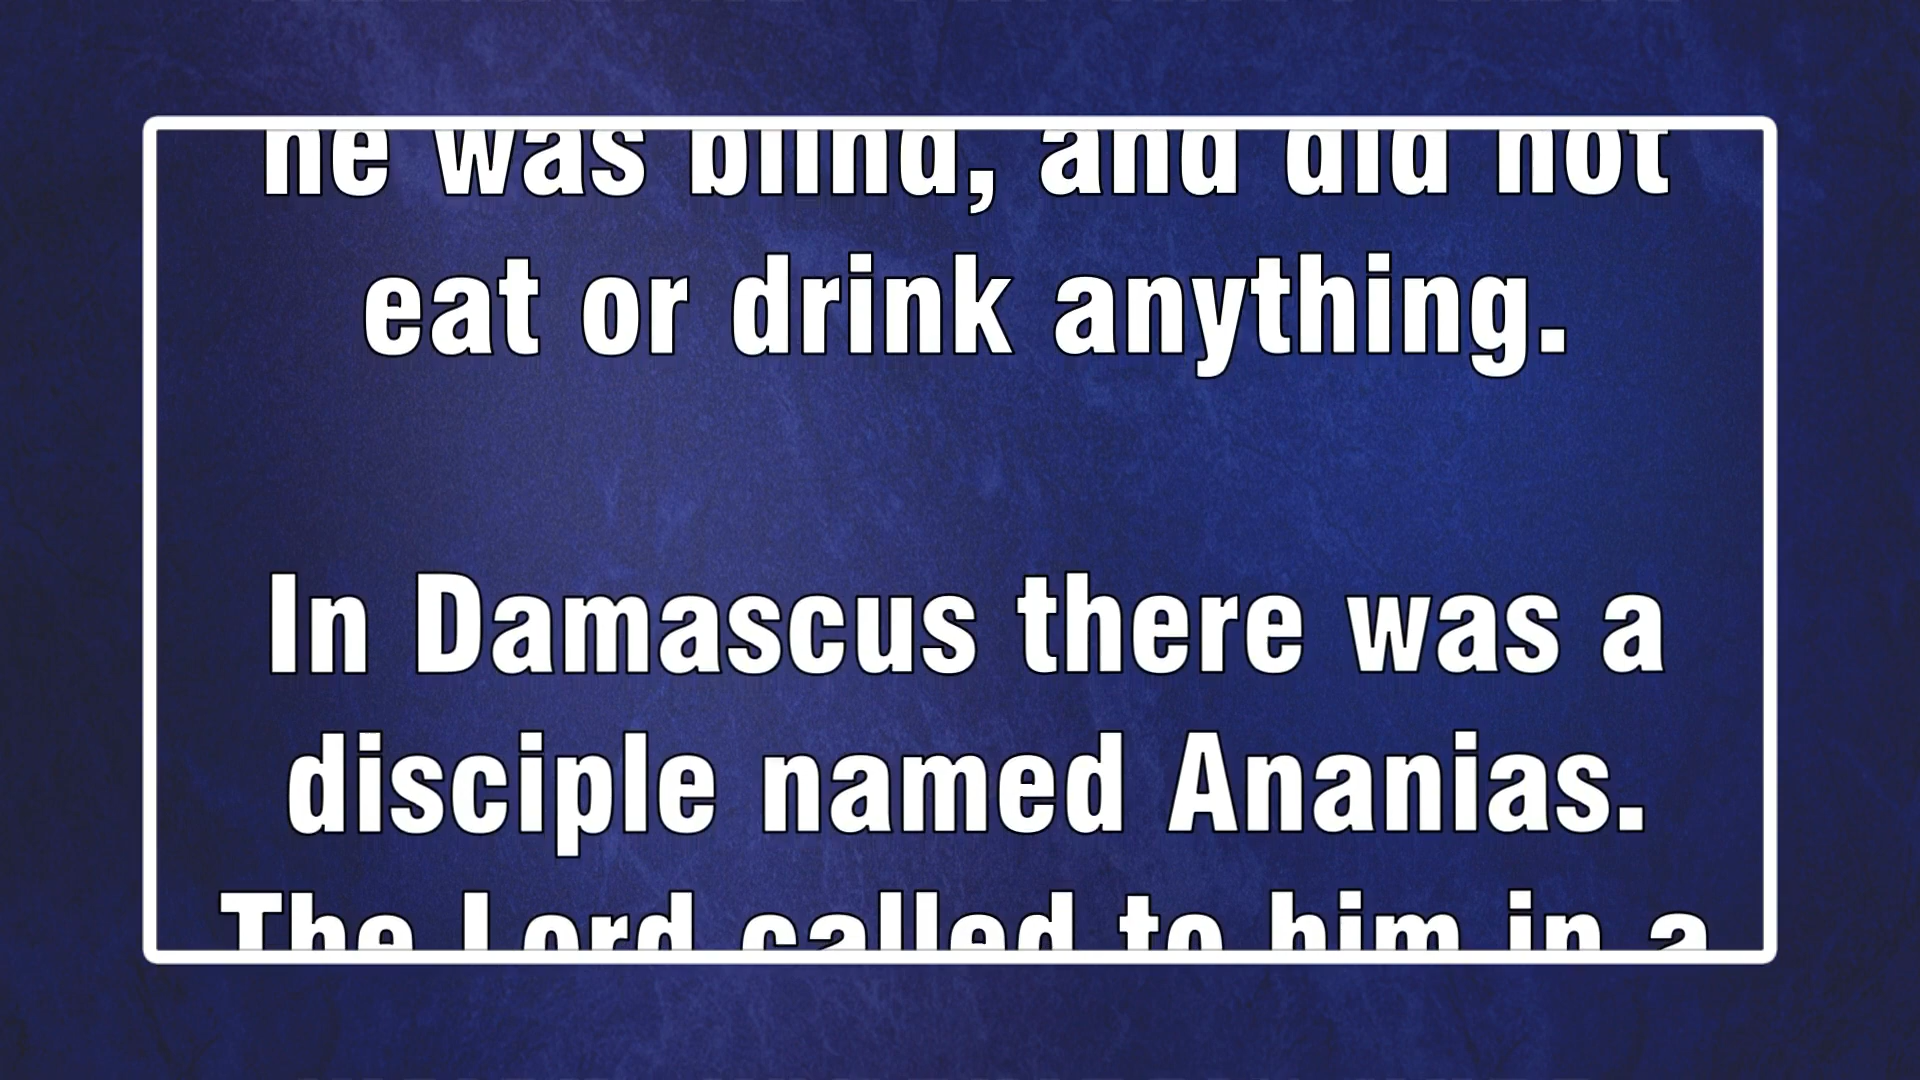 he was blind, and did not
eat or drink anything.
In Damascus there was a
disciple named Ananias.
The Lord called to him in a